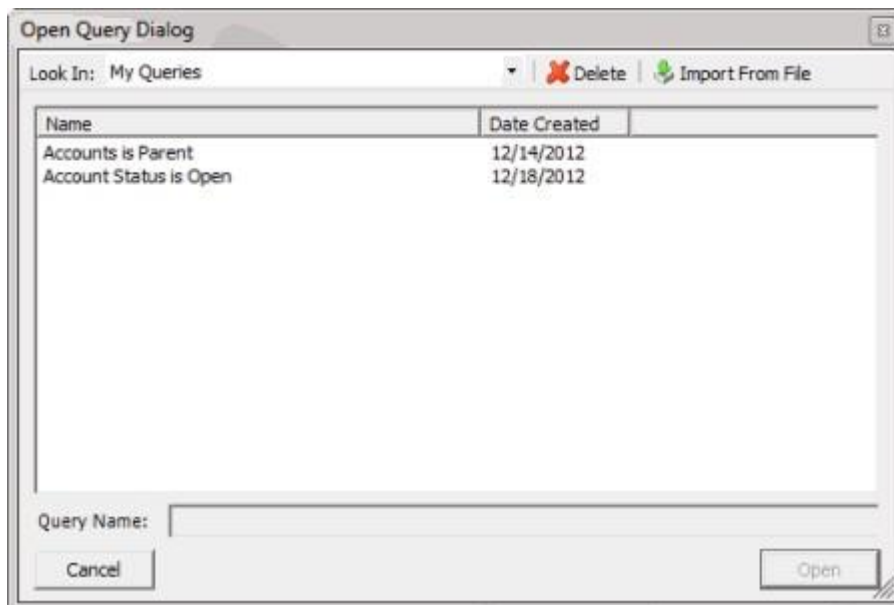 Open Query Dialog
Look In: My Queries Delete Import From File
Name Date Created
Accounts is Parent 12/14/2012
Account Status is Open 12/18/2012
Query Name:
Cancel Open